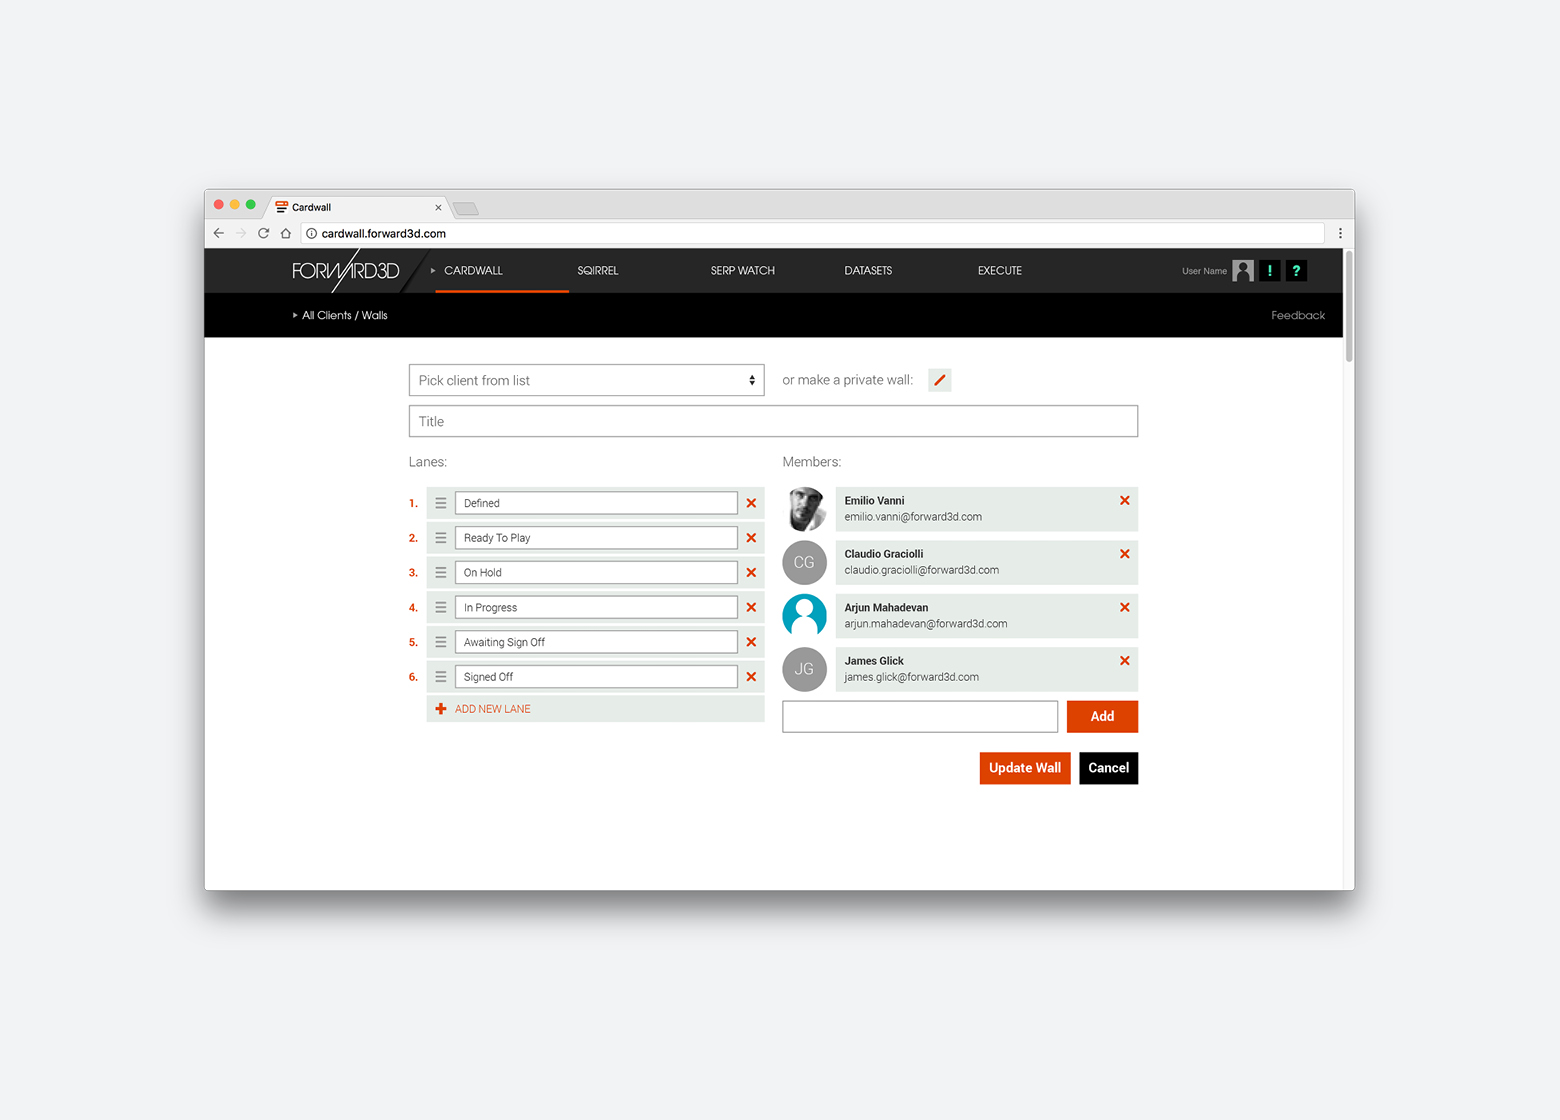 Cardwall
cardwall.forward3d.com
FORWARD3D
CARDWALL
SQIRREL
SERP WATCH
DATASETS
EXECUTE
User Name
!
?
All Clients / Walls
Feedback
Pick client from list
or make a private wall:
Title
Lanes:
1. Defined
2. Ready To Play
3. On Hold
4. In Progress
5. Awaiting Sign Off
6. Signed Off
ADD NEW LANE
Members:
Emilio Vanni
emilio.vanni@forward3d.com
CG
Claudio Graciolli
claudio.graciolli@forward3d.com
Arjun Mahadevan
arjun.mahadevan@forward3d.com
JG
James Glick
james.glick@forward3d.com
Add
Update Wall
Cancel